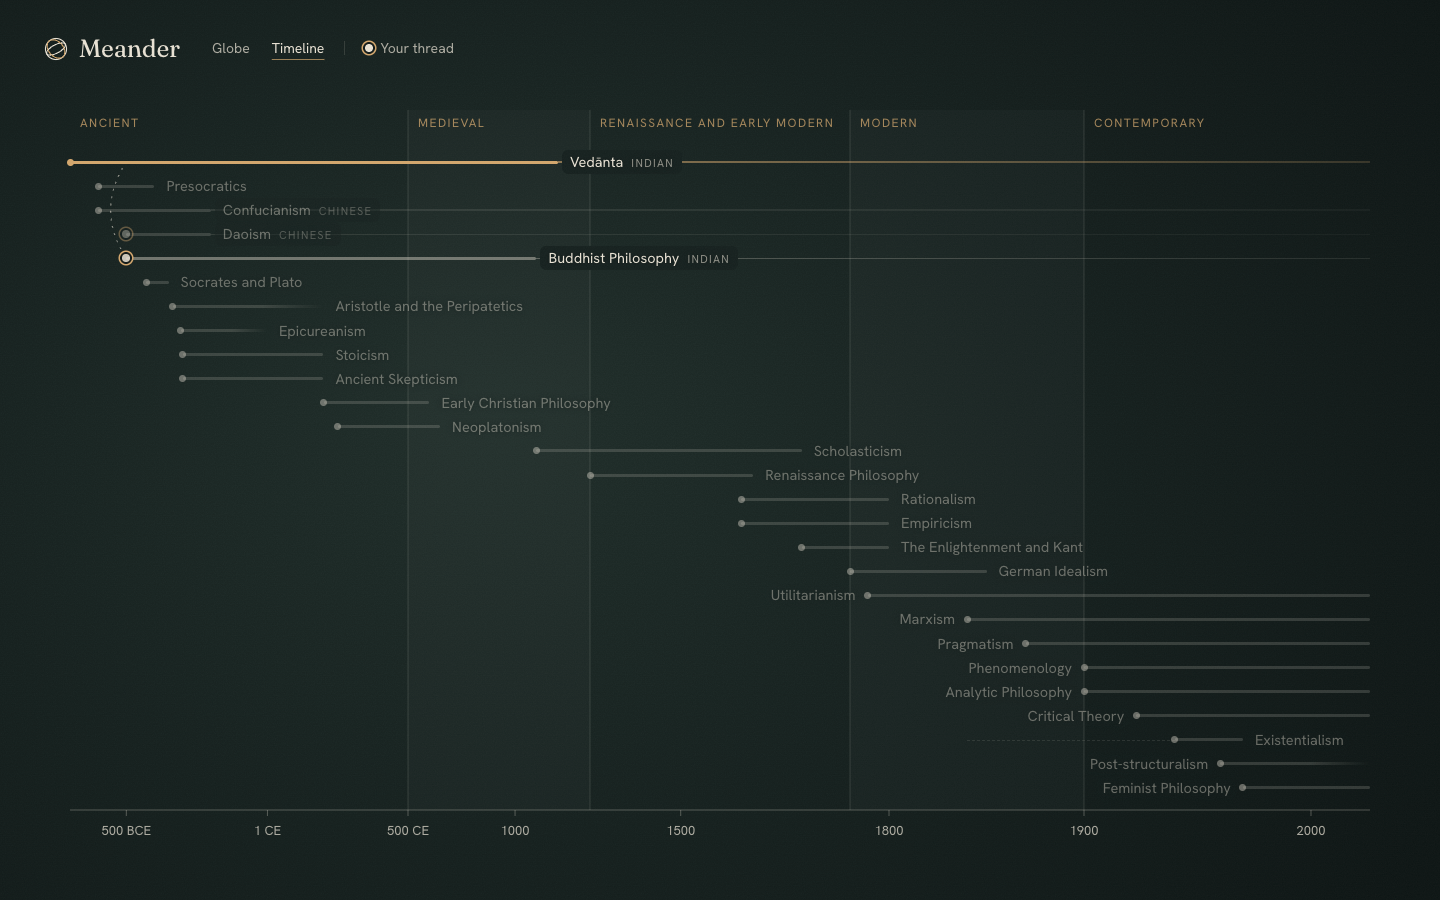 Meander Globe Timeline Your thread
ANCIENT MEDIEVAL RENAISSANCE AND EARLY MODERN MODERN CONTEMPORARY
Vedānta INDIAN
Presocratics
Confucianism CHINESE
Daoism CHINESE
Buddhist Philosophy INDIAN
Socrates and Plato
Aristotle and the Peripatetics
Epicureanism
Stoicism
Ancient Skepticism
Early Christian Philosophy
Neoplatonism
Scholasticism
Renaissance Philosophy
Rationalism
Empiricism
The Enlightenment and Kant
German Idealism
Utilitarianism
Marxism
Pragmatism
Phenomenology
Analytic Philosophy
Critical Theory
Existentialism
Post-structuralism
Feminist Philosophy
500 BCE 1 CE 500 CE 1000 1500 1800 1900 2000